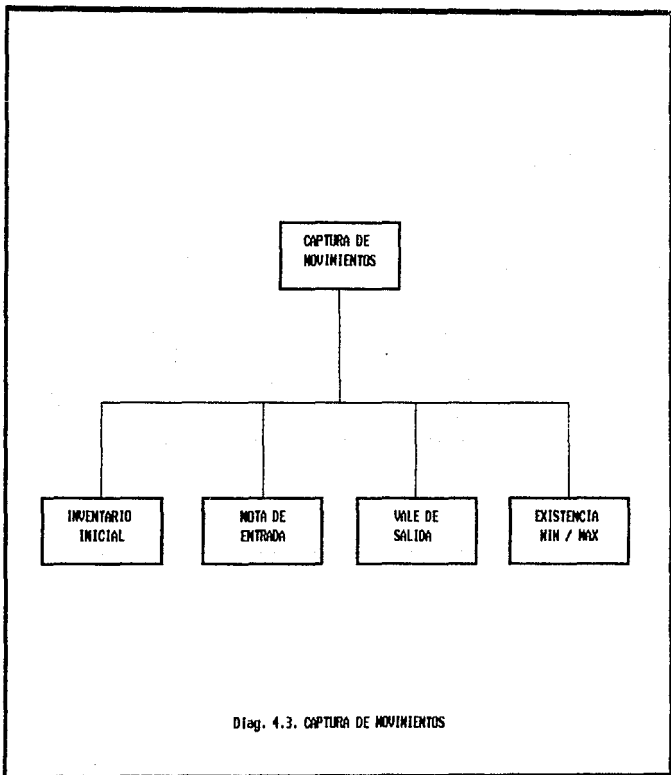 CAPTURA DE
MOVIMIENTOS
INVENTARIO
INICIAL
NOTA DE
ENTRADA
VALE DE
SALIDA
EXISTENCIA
MIN / MAX
Diag. 4.3. CAPTURA DE MOVIMIENTOS